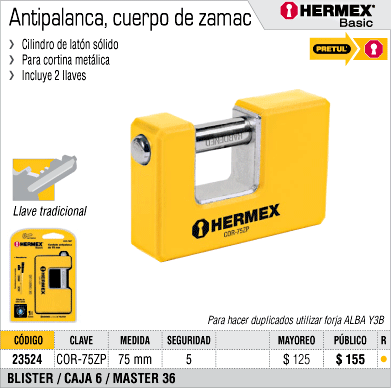 Antipalanca, cuerpo de zamac
HERMEX
Basic
› Cilindro de latón sólido
› Para cortina metálica
› Incluye 2 llaves
PRETUL
HARDENED
Llave tradicional
HERMEX
COR-75ZP
HERMEX
Para hacer duplicados utilizar forja ALBA Y3B
CÓDIGO CLAVE MEDIDA SEGURIDAD MAYOREO PÚBLICO R
23524 COR-75ZP 75 mm 5 $ 125 $ 155
BLISTER / CAJA 6 / MASTER 36